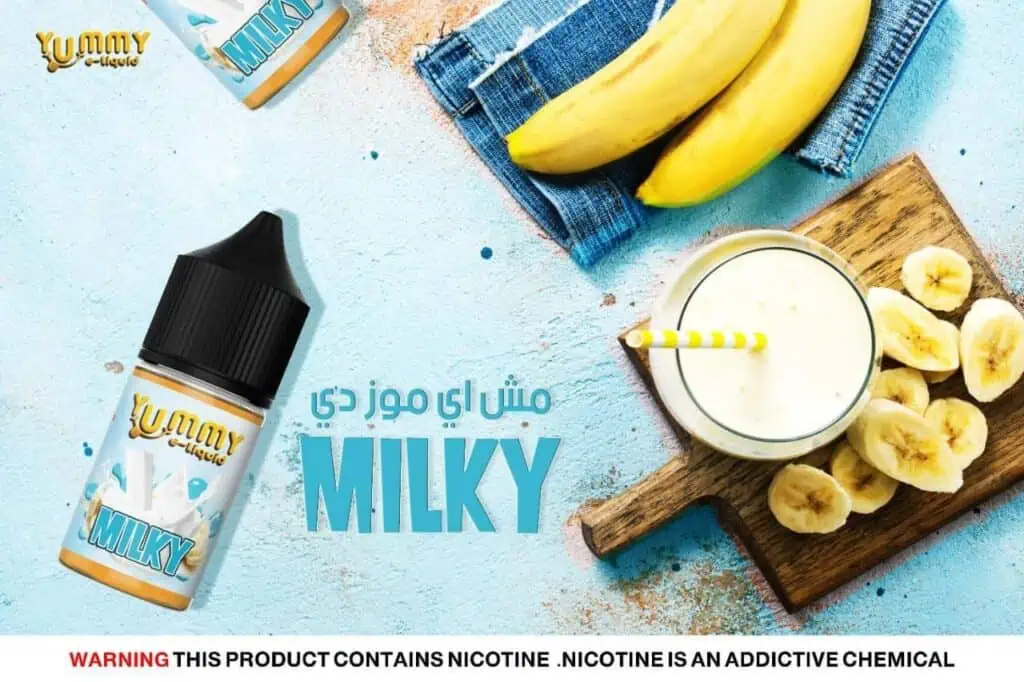 YUMMY
e-liquid
MILKY
مش اي موز دي
MILKY
YUMMY
e-liquid
MILKY
WARNING THIS PRODUCT CONTAINS NICOTINE .NICOTINE IS AN ADDICTIVE CHEMICAL